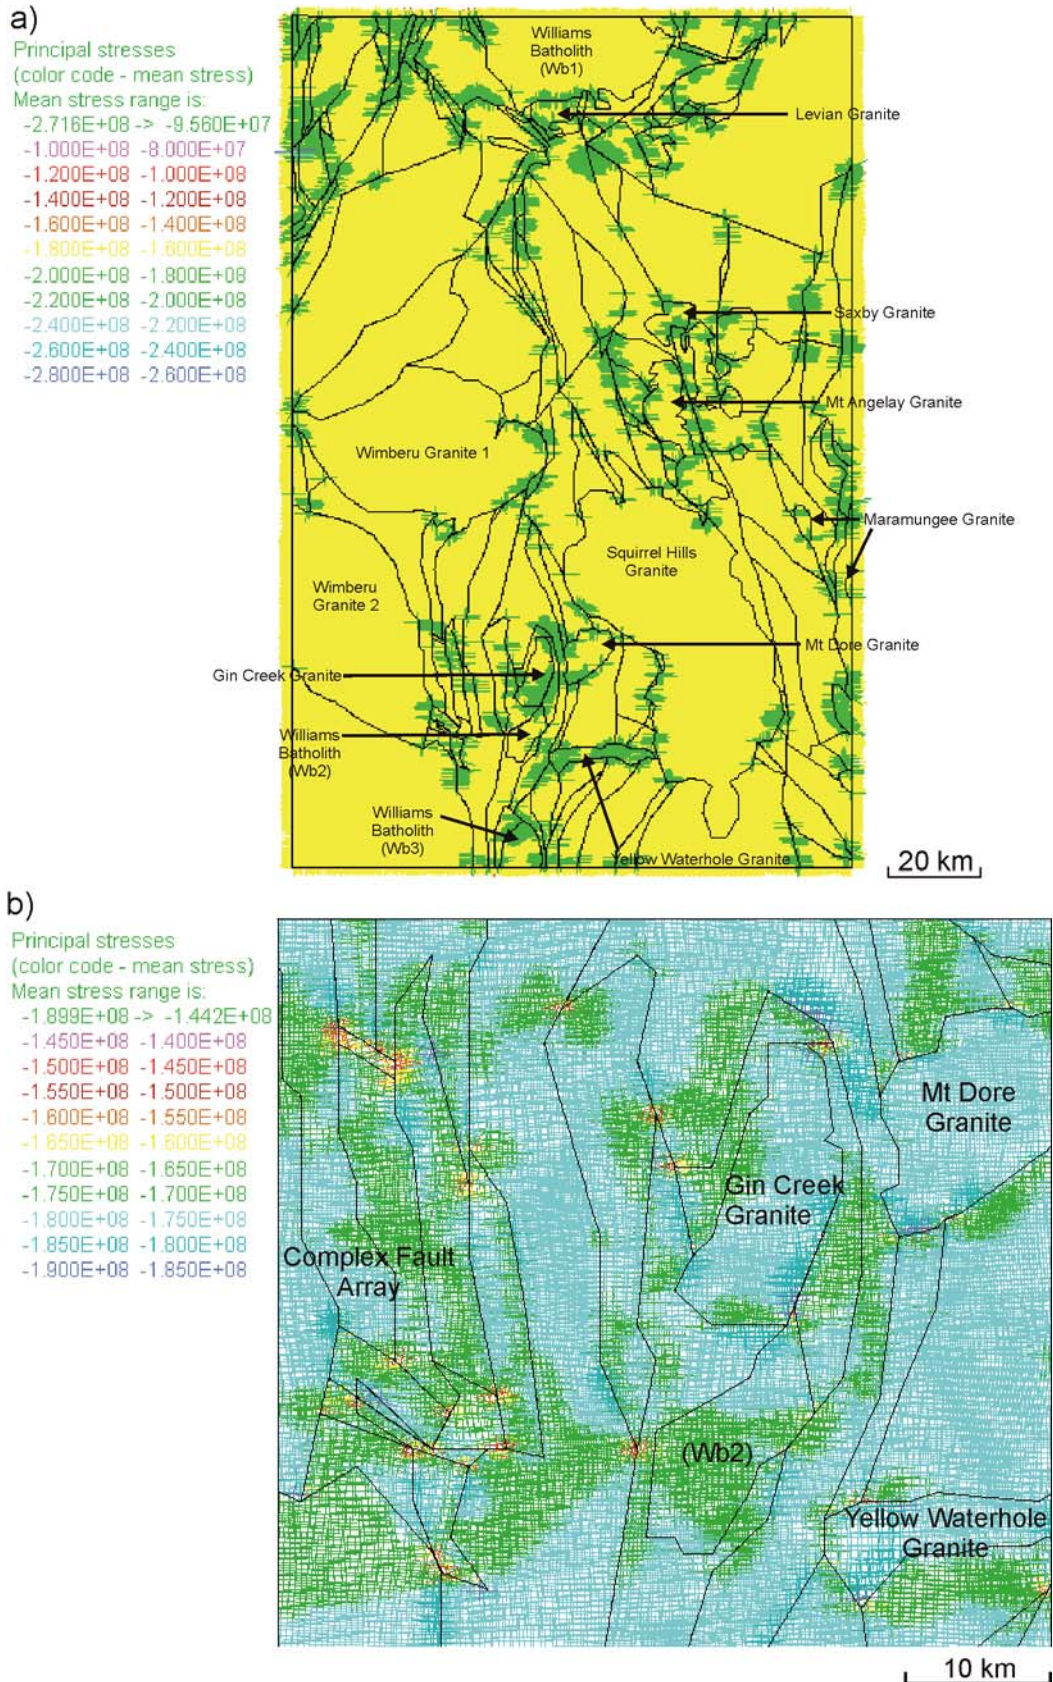 a)
Principal stresses
(color code - mean stress)
Mean stress range is:
-2.716E+08 -> -9.560E+07
-1.000E+08 -8.000E+07
-1.200E+08 -1.000E+08
-1.400E+08 -1.200E+08
-1.600E+08 -1.400E+08
-1.800E+08 -1.600E+08
-2.000E+08 -1.800E+08
-2.200E+08 -2.000E+08
-2.400E+08 -2.200E+08
-2.600E+08 -2.400E+08
-2.800E+08 -2.600E+08
Williams
Batholith
(Wb1)
Levian Granite
Saxby Granite
Mt Angelay Granite
Wimberu Granite 1
Maramungee Granite
Squirrel Hills
Granite
Wimberu
Granite 2
Mt Dore Granite
Gin Creek Granite
Williams
Batholith
(Wb2)
Williams
Batholith
(Wb3)
Yellow Waterhole Granite
20 km
b)
Principal stresses
(color code - mean stress)
Mean stress range is:
-1.899E+08 -> -1.442E+08
-1.450E+08 -1.400E+08
-1.500E+08 -1.450E+08
-1.550E+08 -1.500E+08
-1.600E+08 -1.550E+08
-1.650E+08 -1.600E+08
-1.700E+08 -1.650E+08
-1.750E+08 -1.700E+08
-1.800E+08 -1.750E+08
-1.850E+08 -1.800E+08
-1.900E+08 -1.850E+08
Mt Dore
Granite
Gin Creek
Granite
Complex Fault
Array
(Wb2)
Yellow Waterhole
Granite
10 km